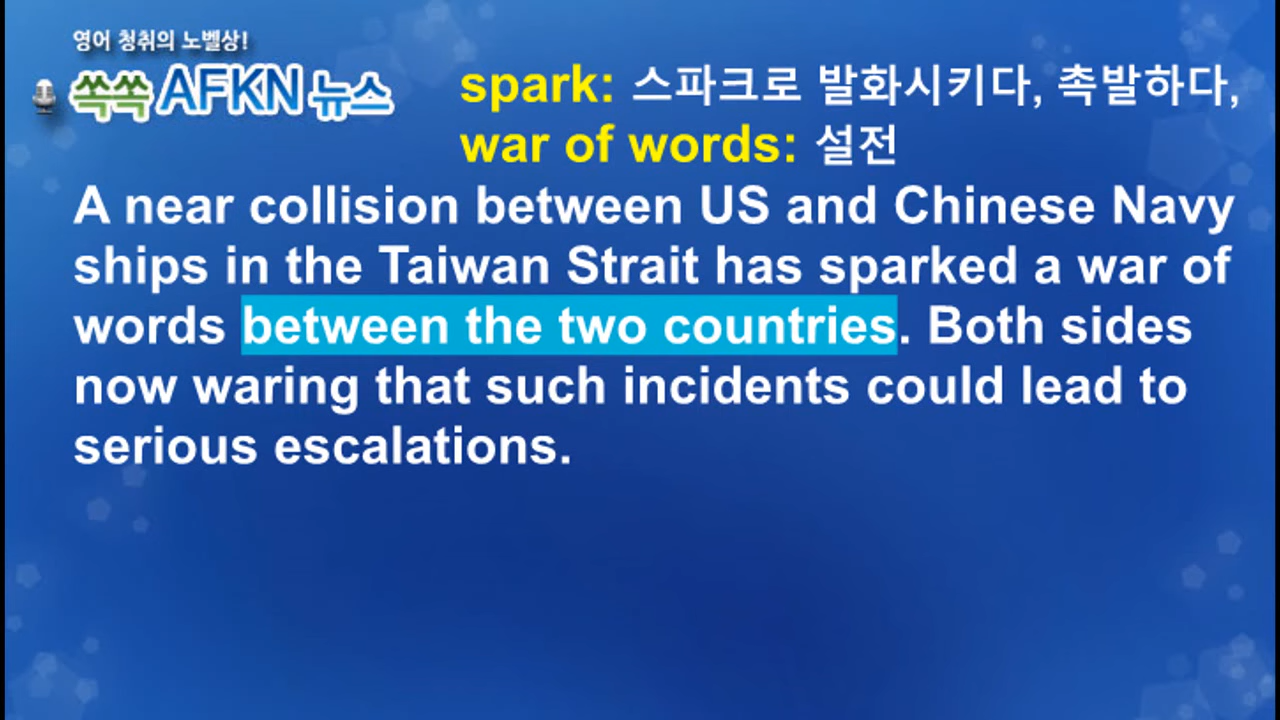 영어 청취의 노벨상!
쏙쏙 AFKN 뉴스
spark: 스파크로 발화시키다, 촉발하다,
war of words: 설전
A near collision between US and Chinese Navy
ships in the Taiwan Strait has sparked a war of
words between the two countries. Both sides
now waring that such incidents could lead to
serious escalations.